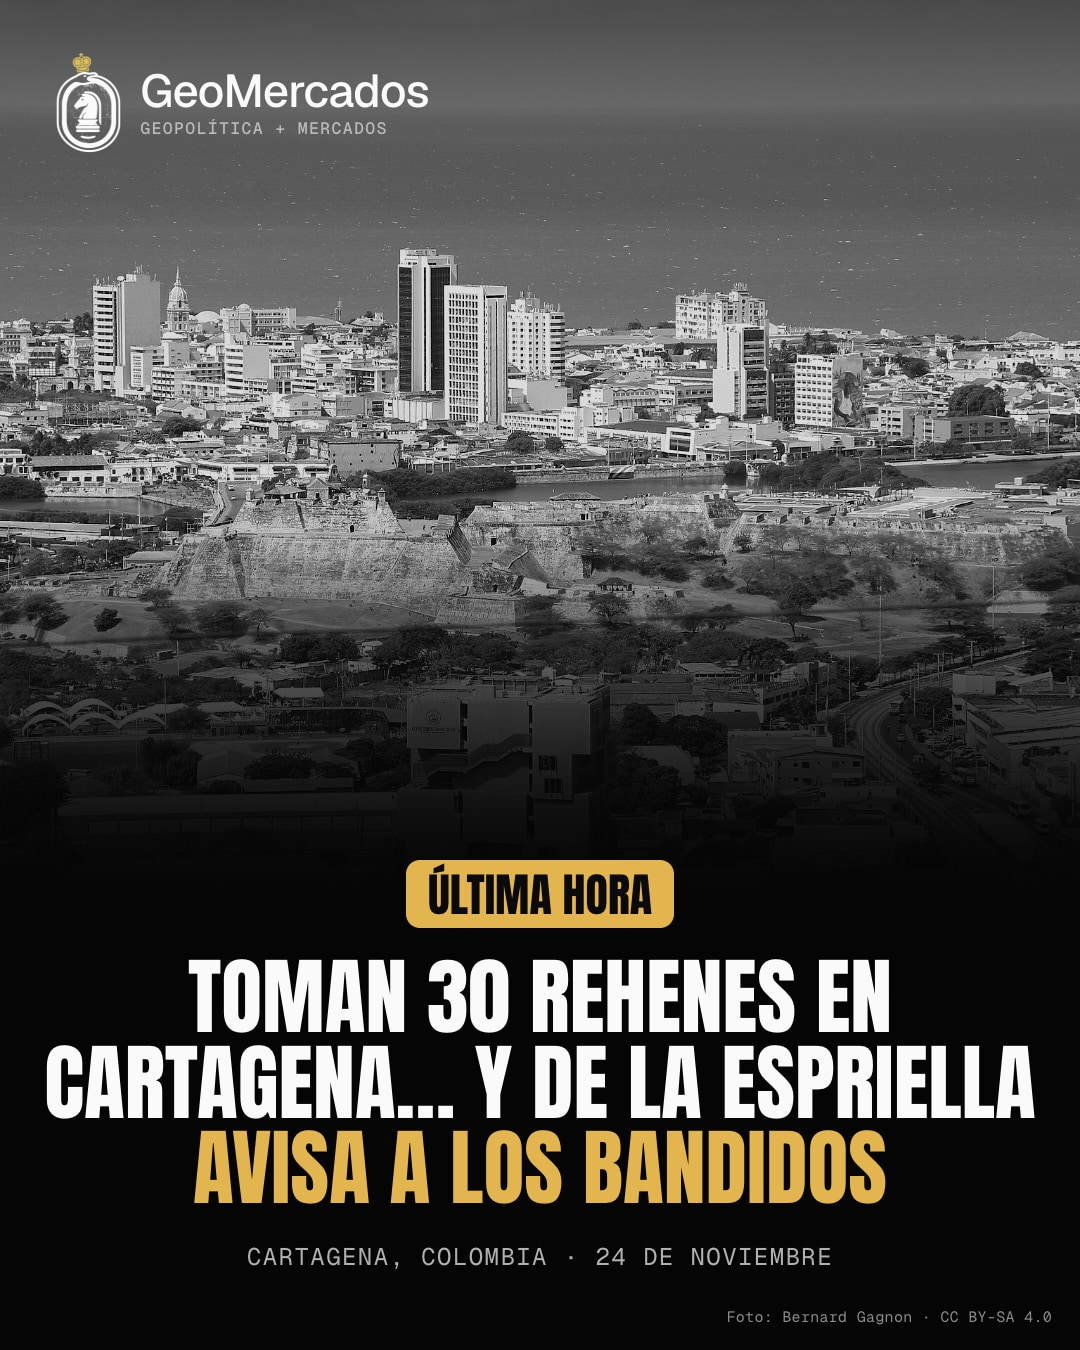 GeoMercados
GEOPOLÍTICA + MERCADOS
ÚLTIMA HORA
TOMAN 30 REHENES EN
CARTAGENA... Y DE LA ESPRIELLA
AVISA A LOS BANDIDOS
CARTAGENA, COLOMBIA · 24 DE NOVIEMBRE
Foto: Bernard Gagnon · CC BY-SA 4.0